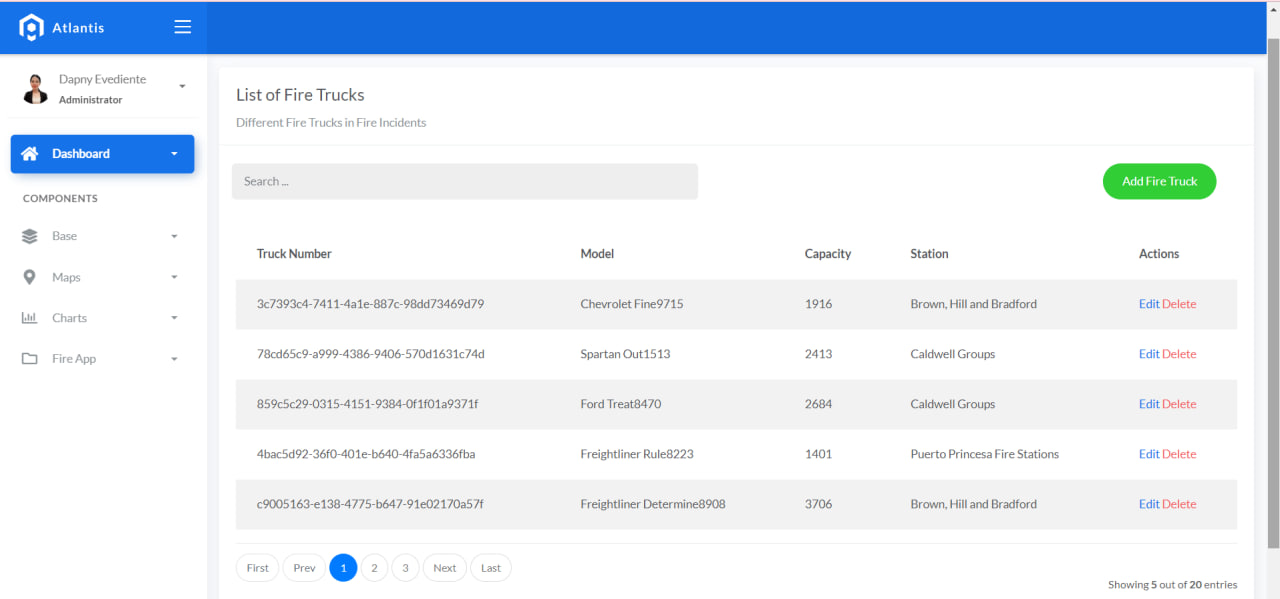 Atlantis
Dapny Evediente
Administrator
Dashboard
COMPONENTS
Base
Maps
Charts
Fire App
List of Fire Trucks
Different Fire Trucks in Fire Incidents
Search ...
Add Fire Truck
Truck Number Model Capacity Station Actions
3c7393c4-7411-4a1e-887c-98dd73469d79 Chevrolet Fine9715 1916 Brown, Hill and Bradford Edit Delete
78cd65c9-a999-4386-9406-570d1631c74d Spartan Out1513 2413 Caldwell Groups Edit Delete
859c5c29-0315-4151-9384-0f1f01a9371f Ford Treat8470 2684 Caldwell Groups Edit Delete
4bac5d92-36f0-401e-b640-4fa5a6336fba Freightliner Rule8223 1401 Puerto Princesa Fire Stations Edit Delete
c9005163-e138-4775-b647-91e02170a57f Freightliner Determine8908 3706 Brown, Hill and Bradford Edit Delete
First Prev 1 2 3 Next Last
Showing 5 out of 20 entries